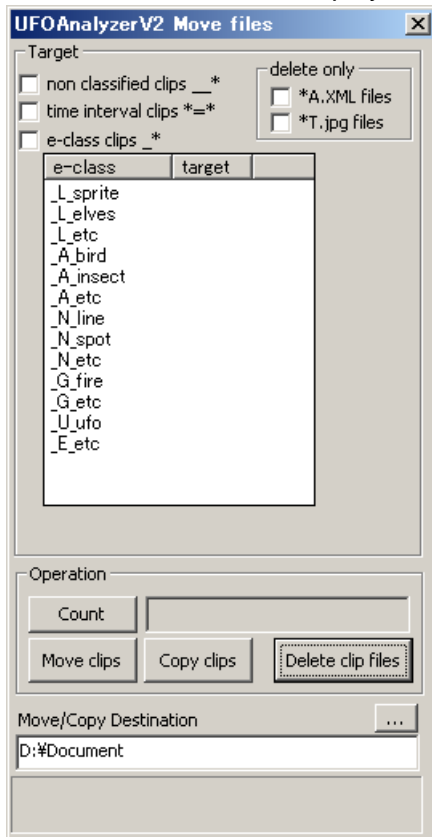 UFOAnalyzerV2 Move files
Target
delete only
non classified clips __*
*A.XML files
time interval clips *=*
*T.jpg files
e-class clips _*
e-class target
_L_sprite
_L_elves
_L_etc
_A_bird
_A_insect
_A_etc
_N_line
_N_spot
_N_etc
_G_fire
_G_etc
_U_ufo
_E_etc
Operation
Count
Move clips Copy clips Delete clip files
Move/Copy Destination ...
D:¥Document